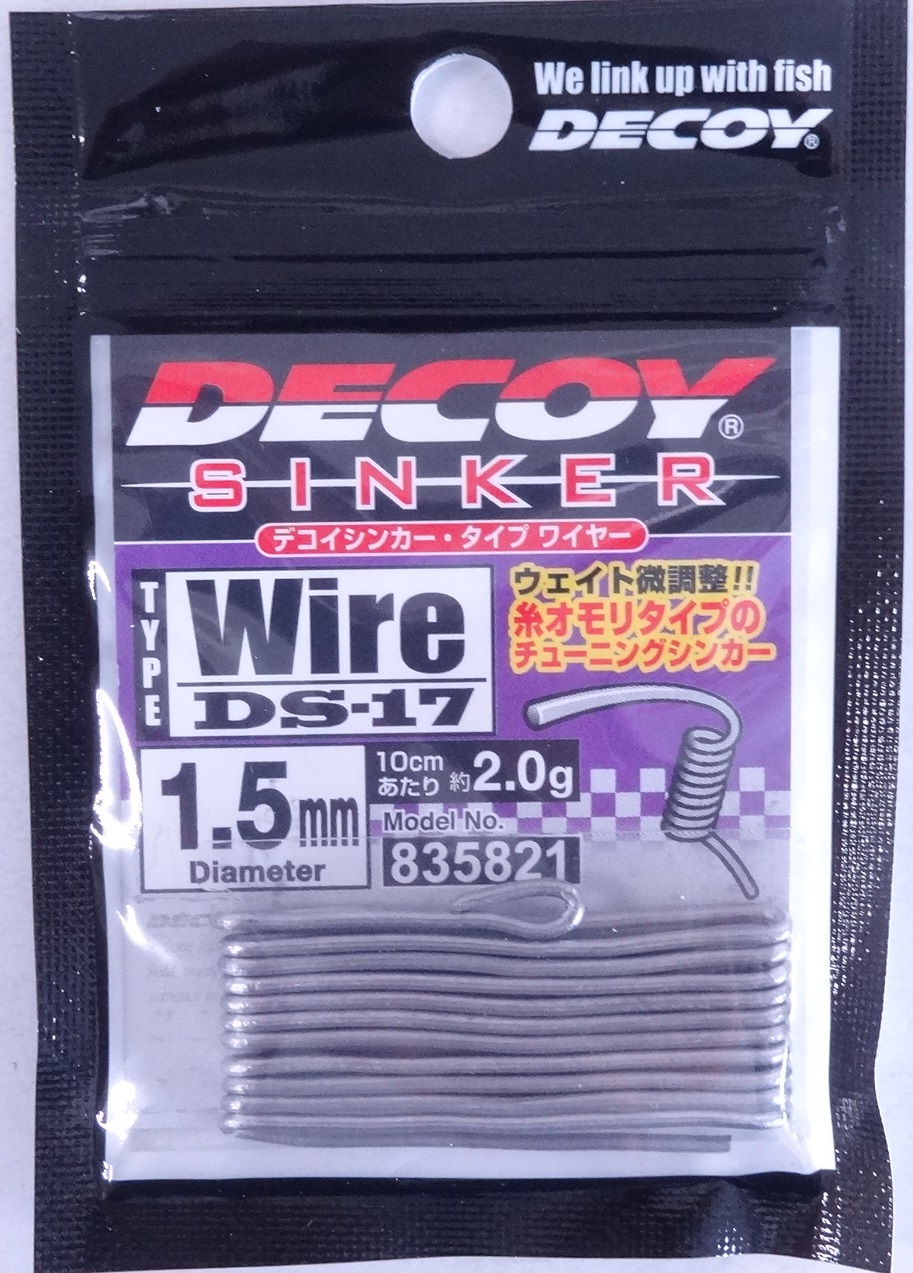 We link up with fish
DECOY®
DECOY®
SINKER
デコイシンカー・タイプ ワイヤー
TYPE
Wire
DS-17
ウェイト微調整!!
糸オモリタイプの
チューニングシンカー
1.5mm
Diameter
10cm
あたり 約2.0g
Model No.
835821